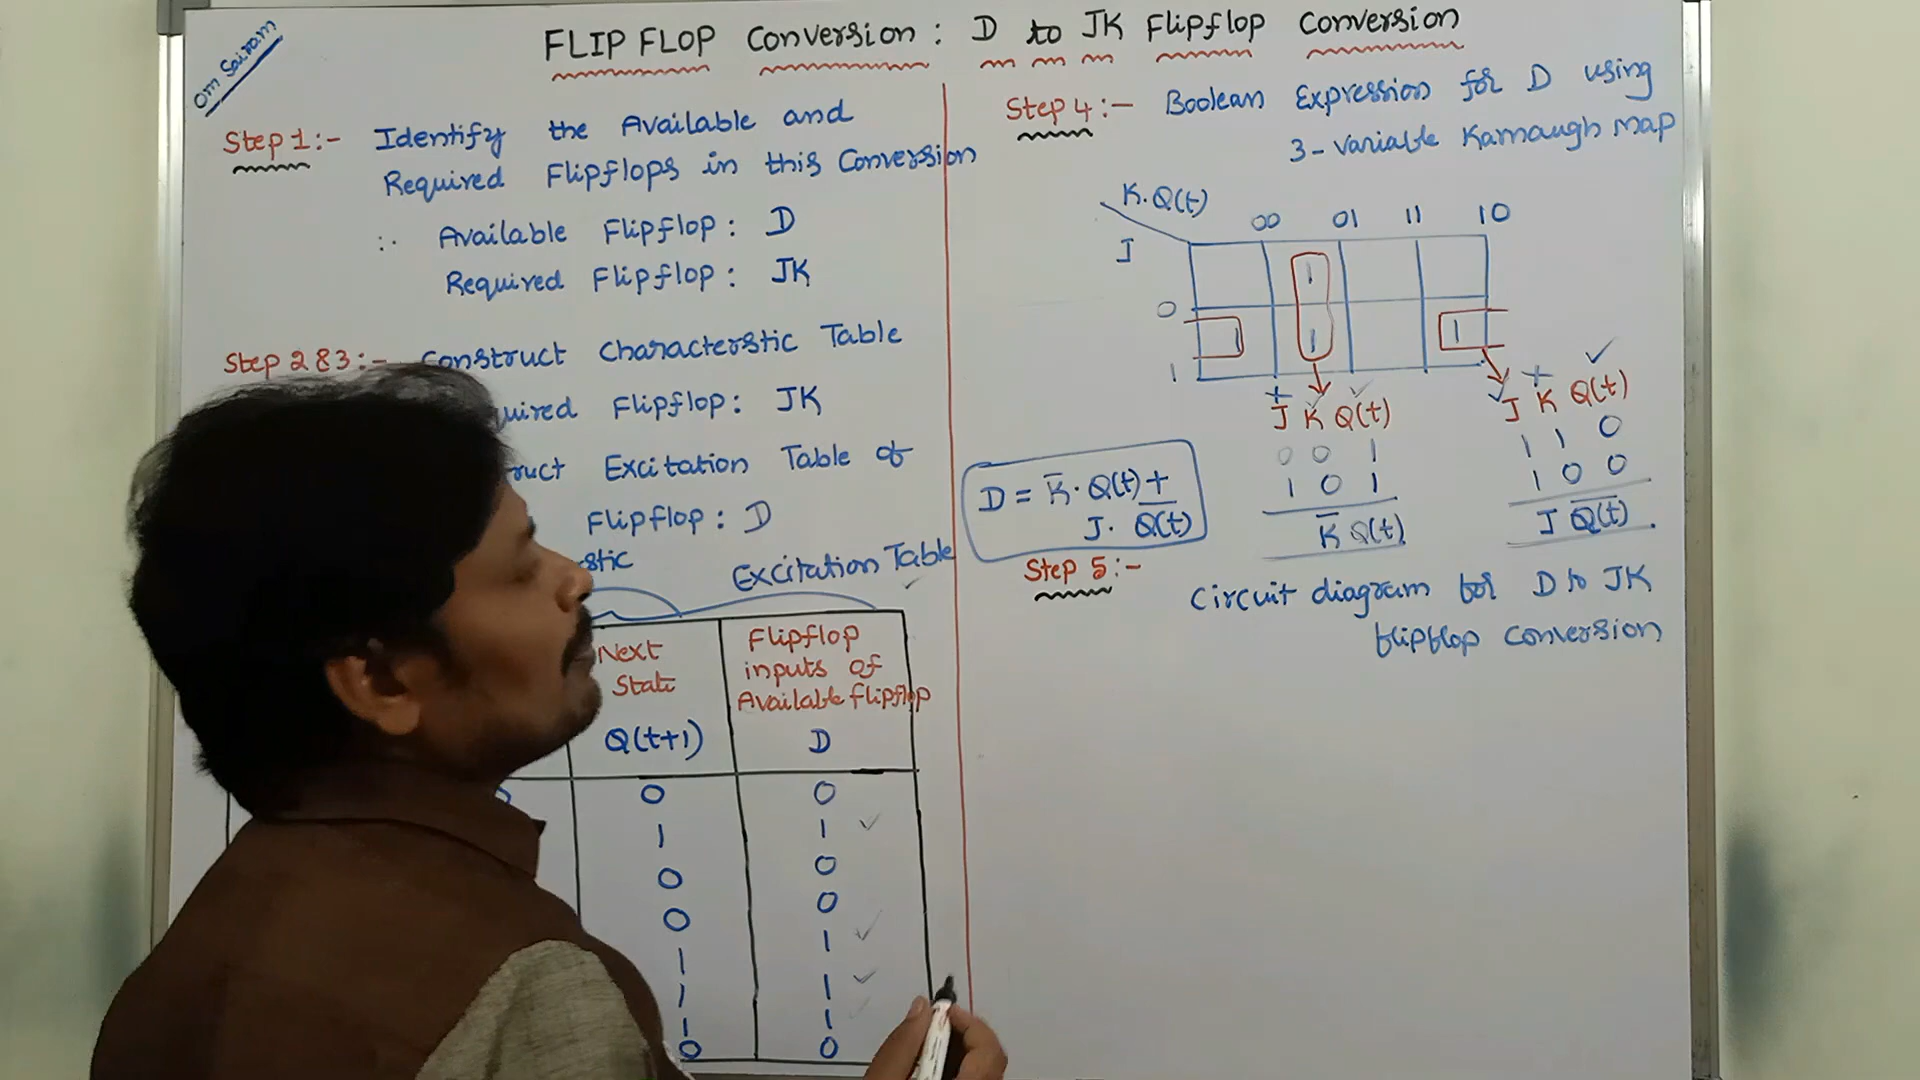 Om Sairam
FLIP FLOP Conversion : D to JK Flipflop Conversion
Step 1 :- Identify the Available and
Required Flipflops in this Conversion
∴ Available Flipflop : D
Required Flipflop : JK
Step 2 & 3 :- Construct Characterstic Table
Flipflop : JK
Excitation Table of
Flipflop : D
Excitation Table
Next
State
Q(t+1)
Flipflop
inputs of
Available flipflop
D
0 0
1 1 ✓
0 0
0 0
1 1 ✓
1 1 ✓
1 1
0 0
Step 4 :- Boolean Expression for D using
3 - variable Karnaugh map
K.Q(t)
J
00 01 11 10
0 1
1 1 1 1
J K Q(t)
0 0 1
1 0 1
K̅ Q(t)
J K Q(t)
1 1 0
1 0 0
J Q̅(̅t̅)̅
D = K̅ . Q(t) +
J . Q̅(̅t̅)̅
Step 5 :-
Circuit diagram for D to JK
flipflop conversion